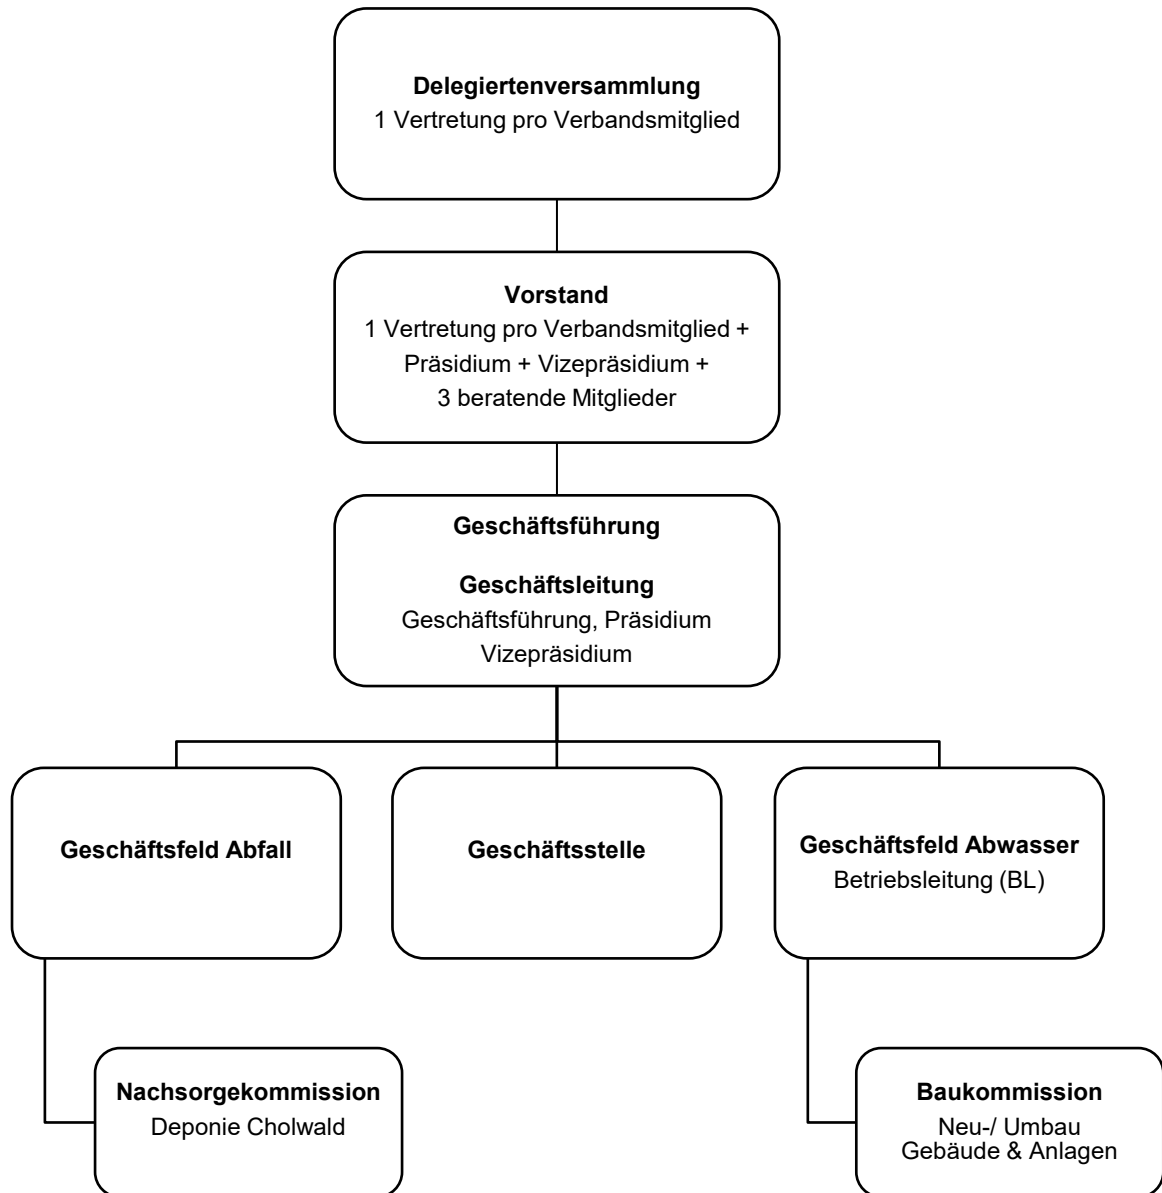 Delegiertenversammlung
1 Vertretung pro Verbandsmitglied
Vorstand
1 Vertretung pro Verbandsmitglied +
Präsidium + Vizepräsidium +
3 beratende Mitglieder
Geschäftsführung
Geschäftsleitung
Geschäftsführung, Präsidium
Vizepräsidium
Geschäftsfeld Abfall
Geschäftsstelle
Geschäftsfeld Abwasser
Betriebsleitung (BL)
Nachsorgekommission
Deponie Cholwald
Baukommission
Neu-/ Umbau
Gebäude & Anlagen